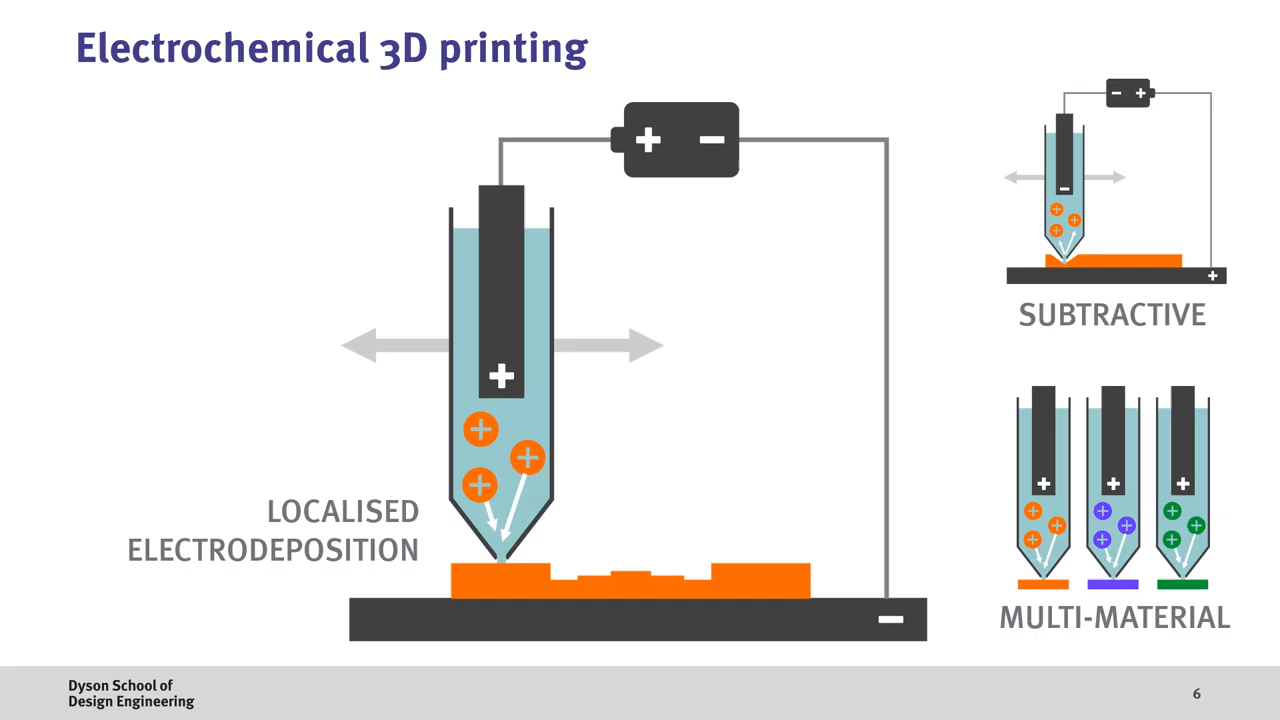 Electrochemical 3D printing
+ −
− +
−
+
+
+
+
+
SUBTRACTIVE
+
+
+
+
+
LOCALISED
ELECTRODEPOSITION
−
+ + +
+ + +
+ + +
+ + +
MULTI-MATERIAL
Dyson School of
Design Engineering
6